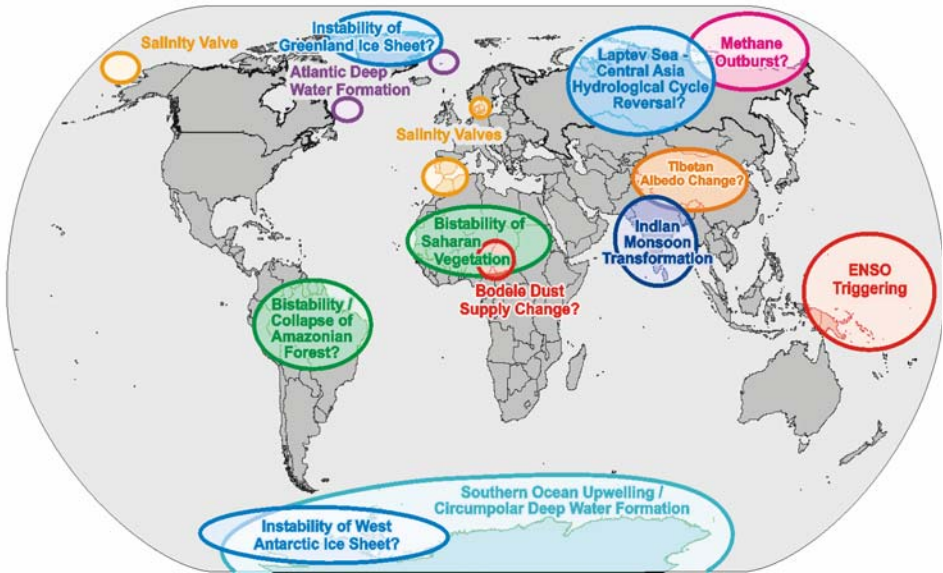 Salinity Valve
Instability of
Greenland Ice Sheet?
Atlantic Deep
Water Formation
Laptev Sea -
Central Asia
Hydrological Cycle
Reversal?
Methane
Outburst?
Salinity Valves
Tibetan
Albedo Change?
Bistability of
Saharan
Vegetation
Indian
Monsoon
Transformation
Bodele Dust
Supply Change?
ENSO
Triggering
Bistability /
Collapse of
Amazonian
Forest?
Southern Ocean Upwelling /
Circumpolar Deep Water Formation
Instability of West
Antarctic Ice Sheet?